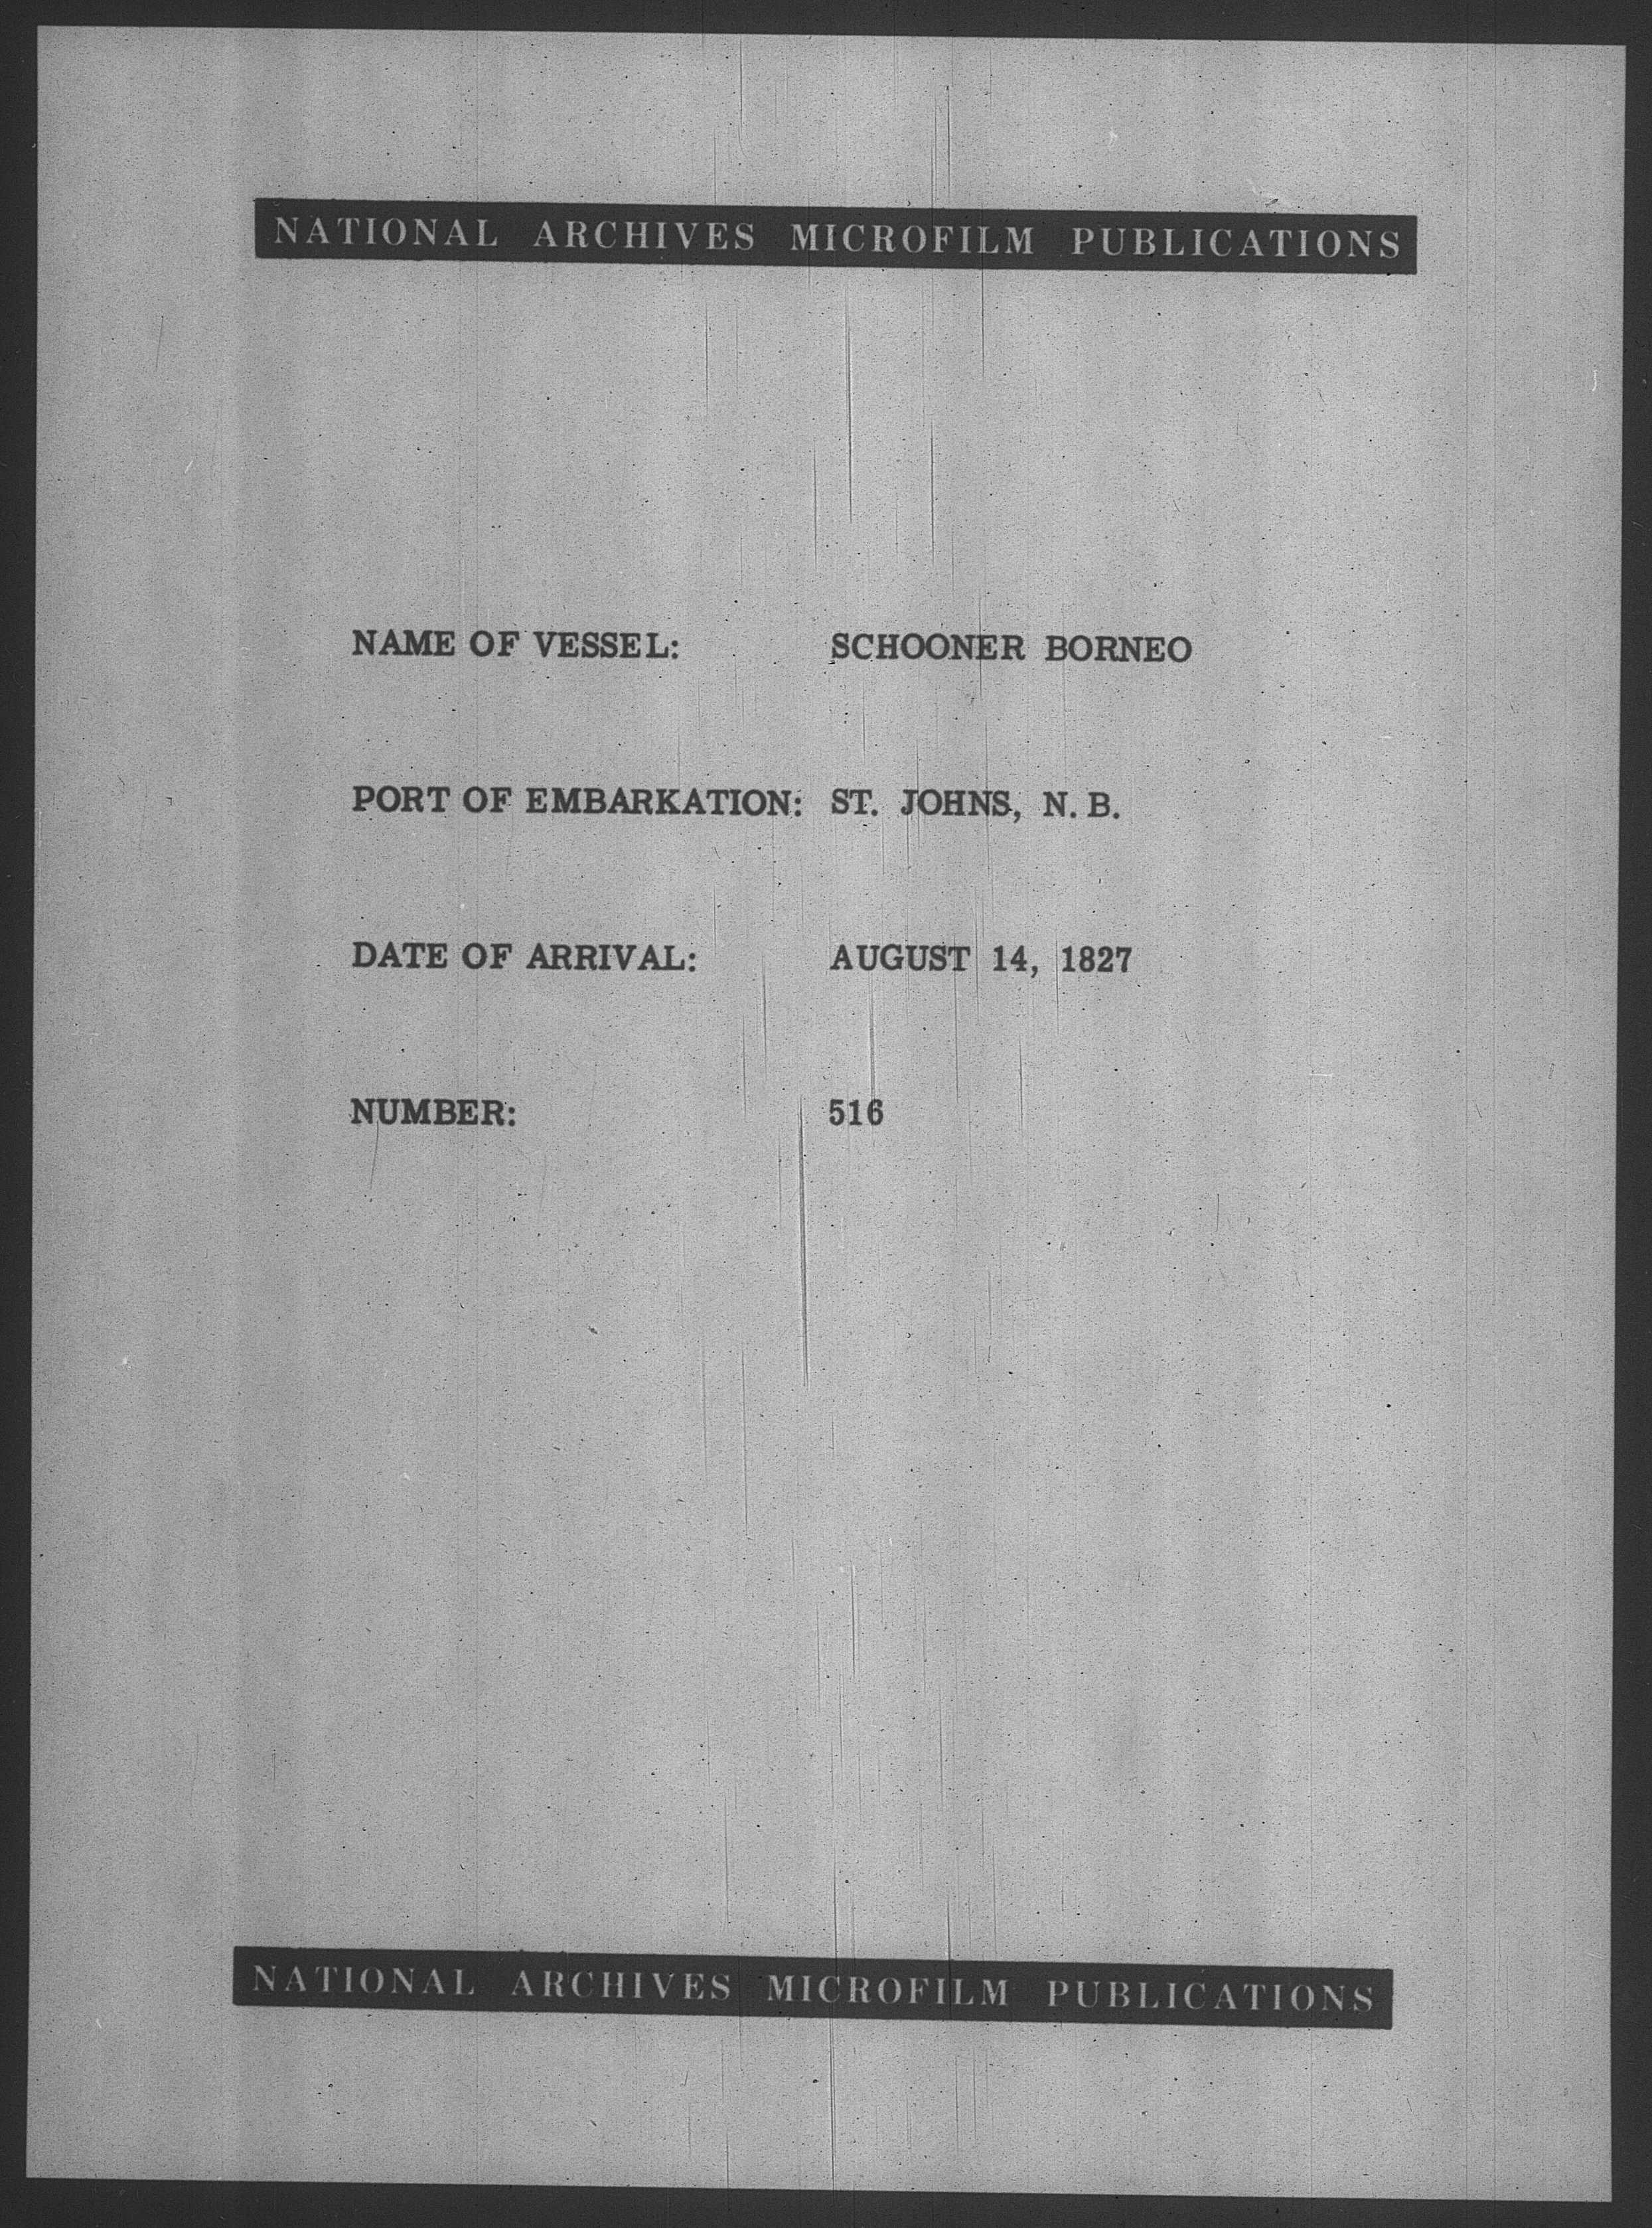 NATIONAL ARCHIVES MICROFILM PUBLICATIONS
NAME OF VESSEL: SCHOONER BORNEO
PORT OF EMBARKATION: ST. JOHNS, N. B.
DATE OF ARRIVAL: AUGUST 14, 1827
NUMBER: 516
NATIONAL ARCHIVES MICROFILM PUBLICATIONS